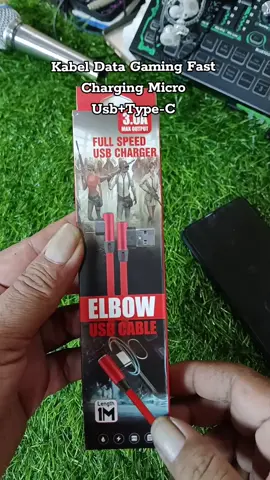 Kabel Data Gaming Fast
Charging Micro
Usb+Type-C
3.0A
MAX OUTPUT
FULL SPEED
USB CHARGER
ELBOW
USB CABLE
Length
1M